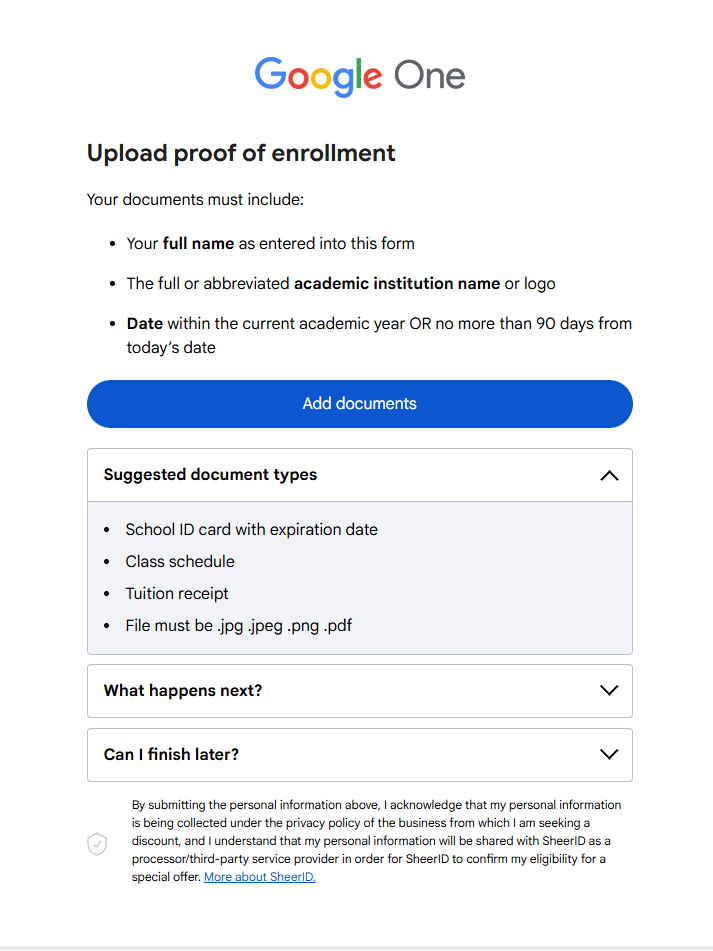 Google One
Upload proof of enrollment
Your documents must include:
• Your full name as entered into this form
• The full or abbreviated academic institution name or logo
• Date within the current academic year OR no more than 90 days from
today’s date
Add documents
Suggested document types
• School ID card with expiration date
• Class schedule
• Tuition receipt
• File must be .jpg .jpeg .png .pdf
What happens next?
Can I finish later?
By submitting the personal information above, I acknowledge that my personal information
is being collected under the privacy policy of the business from which I am seeking a
discount, and I understand that my personal information will be shared with SheerID as a
processor/third-party service provider in order for SheerID to confirm my eligibility for a
special offer. More about SheerID.